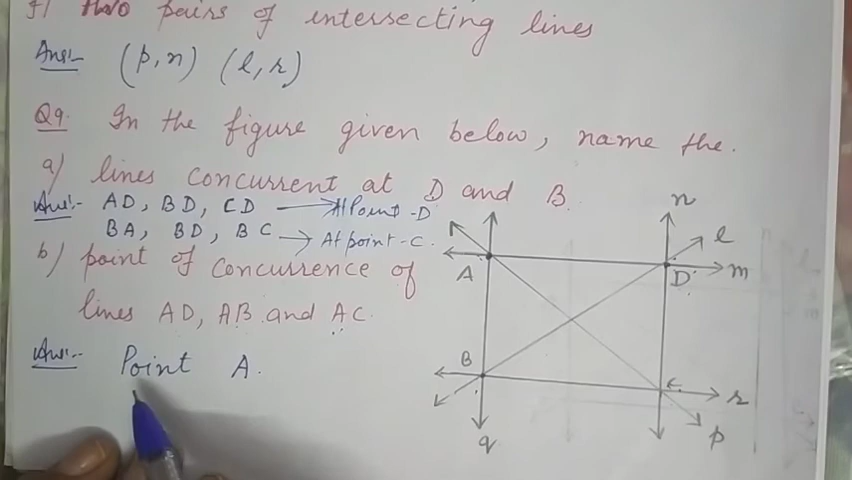 f) Two pairs of intersecting lines
Ans:- (p,n) (l,r)
Q9. In the figure given below, name the.
a) lines concurrent at D and B.
Ans:- AD, BD, CD → At Point -D
BA, BD, BC → At point -C.
b) point of concurrence of
lines AD, AB and AC.
Ans:- Point A.
n
l
A
D
m
B
C
r
q
p